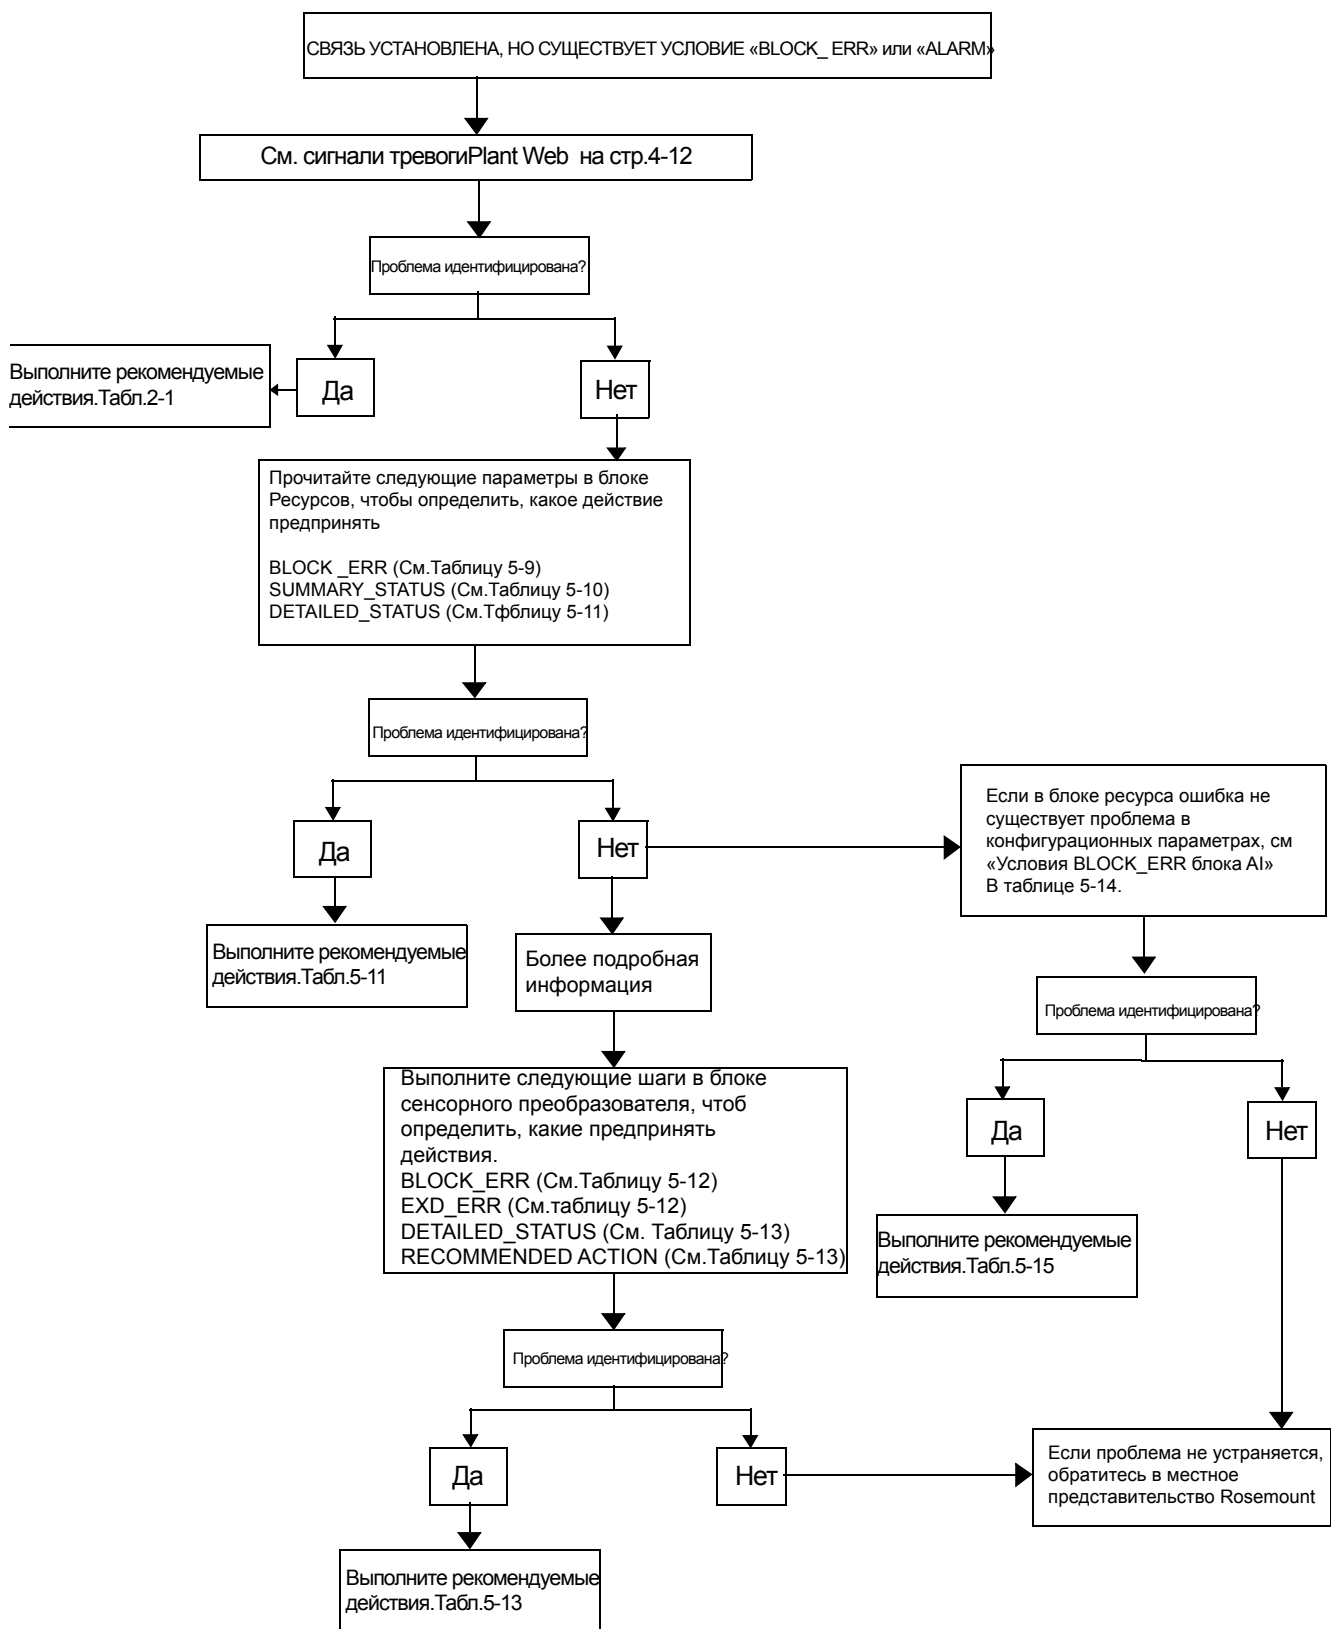 СВЯЗЬ УСТАНОВЛЕНА, НО СУЩЕСТВУЕТ УСЛОВИЕ «BLOCK_ ERR» или «ALARM»
См. сигнали тревогиPlant Web на стр.4-12
Проблема идентифицирована?
Выполните рекомендуемые
действия.Табл.2-1
Да
Нет
Прочитайте следующие параметры в блоке
Ресурсов, чтобы определить, какое действие
предпринять
BLOCK _ERR (См.Таблицу 5-9)
SUMMARY_STATUS (См.Таблицу 5-10)
DETAILED_STATUS (См.Тфблицу 5-11)
Проблема идентифицирована?
Да
Нет
Если в блоке ресурса ошибка не
существует проблема в
конфигурационных параметрах, см
«Условия BLOCK_ERR блока AI»
В таблице 5-14.
Выполните рекомендуемые
действия.Табл.5-11
Более подробная
информация
Проблема идентифицирована?
Выполните следующие шаги в блоке
сенсорного преобразователя, чтоб
определить, какие предпринять
действия.
BLOCK_ERR (См.Таблицу 5-12)
EXD_ERR (См.таблицу 5-12)
DETAILED_STATUS (См. Таблицу 5-13)
RECOMMENDED ACTION (См.Таблицу 5-13)
Да
Нет
Выполните рекомендуемые
действия.Табл.5-15
Проблема идентифицирована?
Да
Нет
Если проблема не устраняется,
обратитесь в местное
представительство Rosemount
Выполните рекомендуемые
действия.Табл.5-13